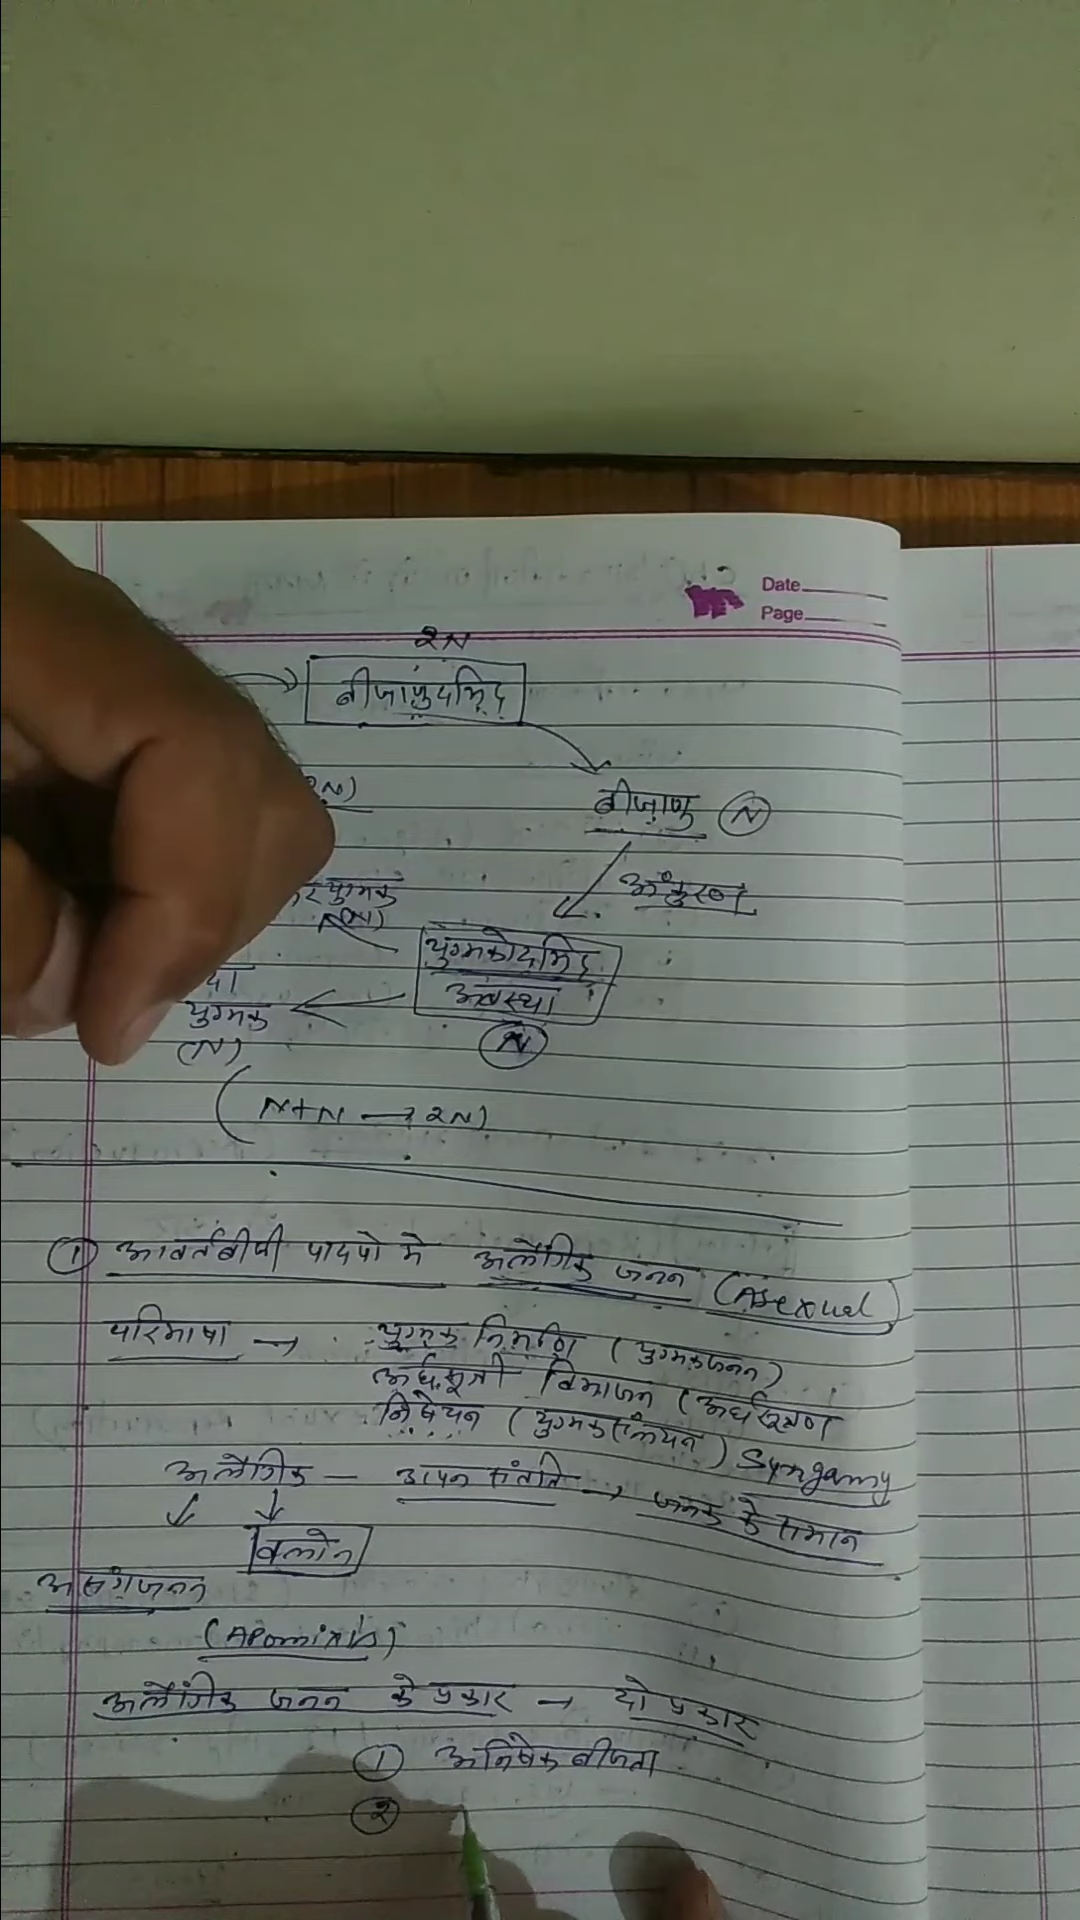 Date
Page
2N
बीजाणुदभिद्
N)
बीजाणु (N)
अंकुरण
र युग्मक
(N)
युग्मकोदभिद्
अवस्था
(N)
दा
युग्मक
(N)
(N+N → 2N)
① आवर्तबीजी पादपो मे अलैंगिक जनन (Asexual)
परिभाषा → युग्मक निर्माण (युग्मकजनन)
अर्धसूत्री विभाजन (अर्धसूत्रण
निषेचन (युग्मकसंलयन) Syngamy
अलैंगिक — उत्पन्न संतति → जनक के समान
क्लोन
असंगजनन
(Apomixis)
अलैंगिक जनन के प्रकार → दो प्रकार
① अनिषेक बीजता
②